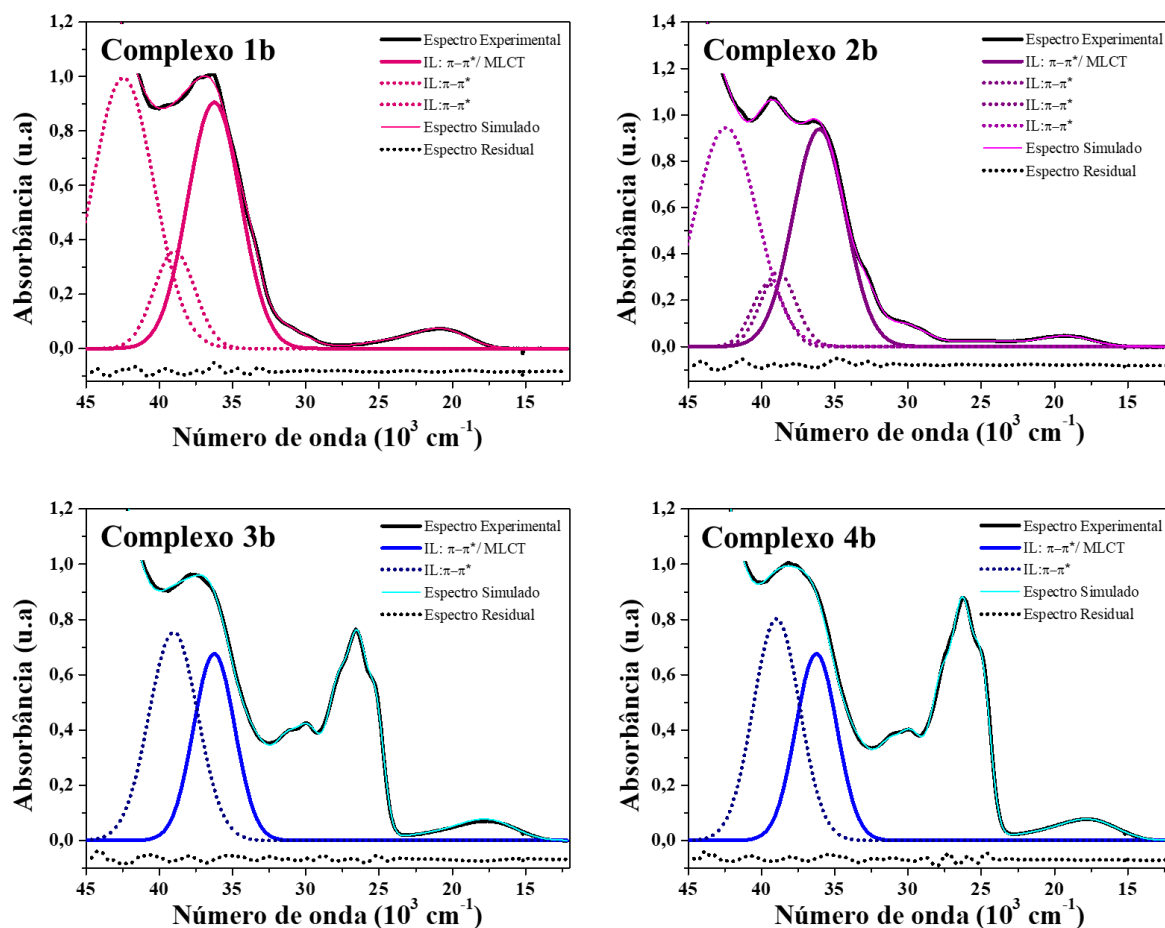 Complexo 1b
Espectro Experimental
IL: π–π*/ MLCT
IL:π–π*
IL:π–π*
Espectro Simulado
Espectro Residual
Absorbância (u.a)
1,2
1,0
0,8
0,6
0,4
0,2
0,0
45 40 35 30 25 20 15
Número de onda (10³ cm⁻¹)
Complexo 2b
Espectro Experimental
IL: π–π*/ MLCT
IL:π–π*
IL:π–π*
IL:π–π*
Espectro Simulado
Espectro Residual
Absorbância (u.a)
1,4
1,2
1,0
0,8
0,6
0,4
0,2
0,0
45 40 35 30 25 20 15
Número de onda (10³ cm⁻¹)
Complexo 3b
Espectro Experimental
IL: π–π*/ MLCT
IL:π–π*
Espectro Simulado
Espectro Residual
Absorbância (u.a)
1,2
1,0
0,8
0,6
0,4
0,2
0,0
45 40 35 30 25 20 15
Número de onda (10³ cm⁻¹)
Complexo 4b
Espectro Experimental
IL: π–π*/ MLCT
IL:π–π*
Espectro Simulado
Espectro Residual
Absorbância (u.a)
1,2
1,0
0,8
0,6
0,4
0,2
0,0
45 40 35 30 25 20 15
Número de onda (10³ cm⁻¹)